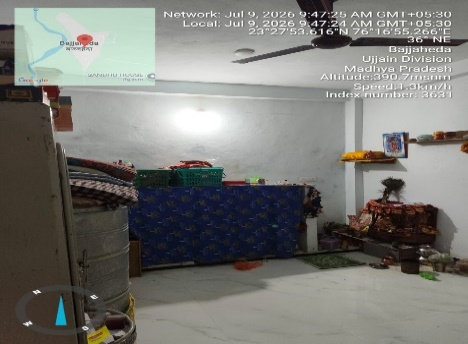 Network: Jul 9, 2026 9:47:25 AM GMT+05:30
Local: Jul 9, 2026 9:47:24 AM GMT+05:30
23°27'53.616"N 76°16'55.266"E
36° NE
Bajjaheda
Ujjain Division
Madhya Pradesh
Altitude:390.7msnm
Speed:1.3km/h
Index number: 3631
Bajjaheda
Google